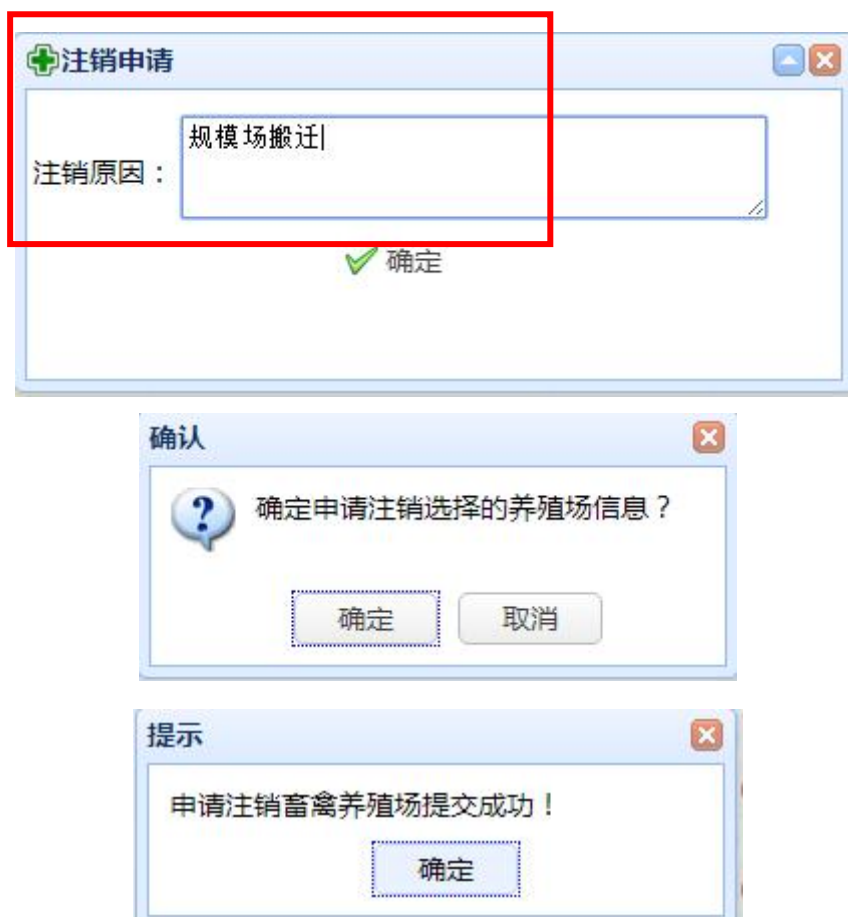 注销申请
规模场搬迁
注销原因：
确定
确认
确定申请注销选择的养殖场信息？
确定 取消
提示
申请注销畜禽养殖场提交成功！
确定